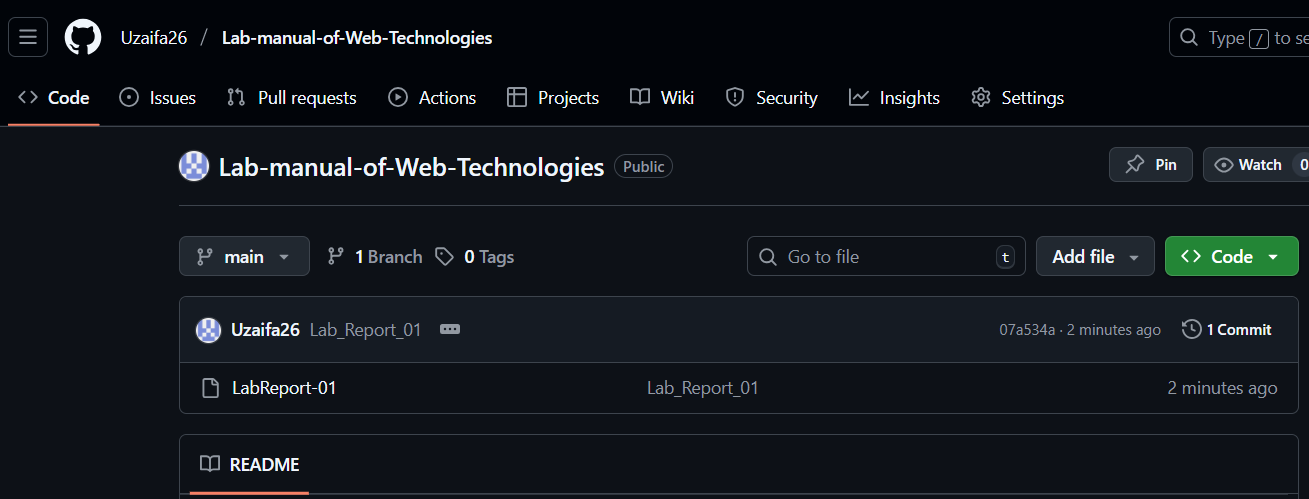 Uzaifa26 / Lab-manual-of-Web-Technologies Type / to se
Code Issues Pull requests Actions Projects Wiki Security Insights Settings
Lab-manual-of-Web-Technologies Public Pin Watch 0
main 1 Branch 0 Tags Go to file t Add file Code
Uzaifa26 Lab_Report_01 07a534a · 2 minutes ago 1 Commit
LabReport-01 Lab_Report_01 2 minutes ago
README